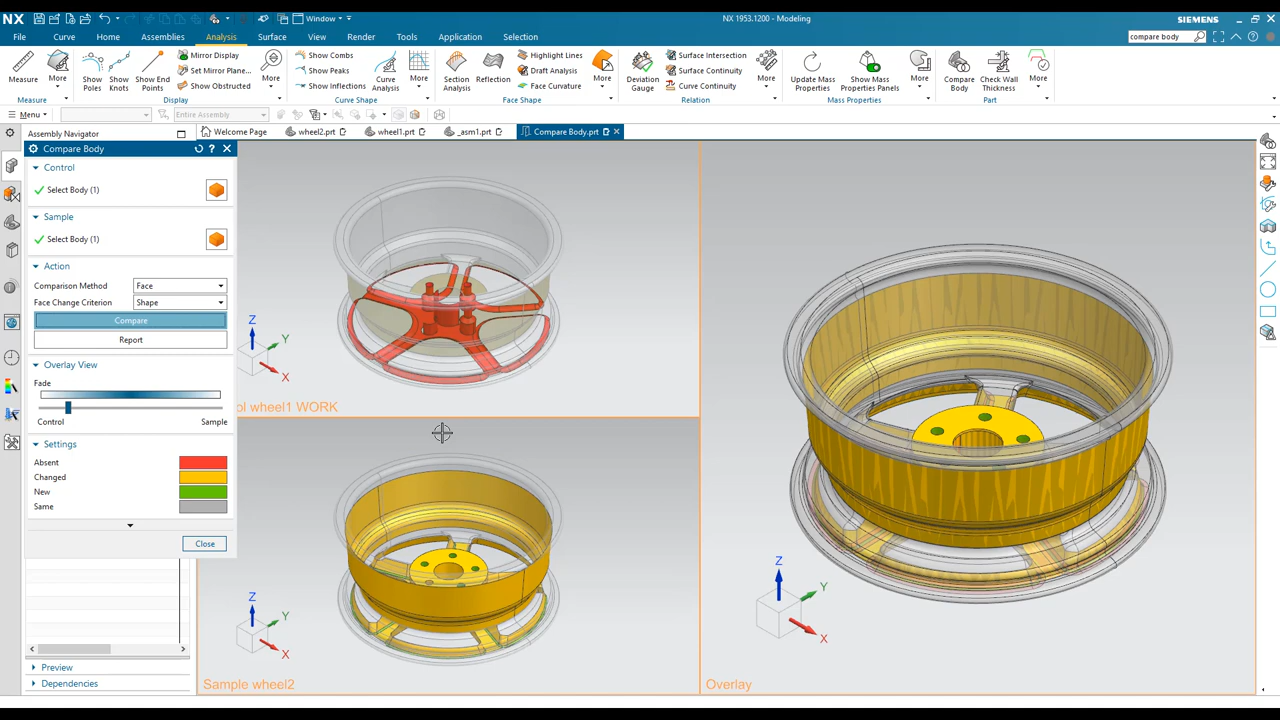 NX Window NX 1953.1200 - Modeling SIEMENS
File Curve Home Assemblies Analysis Surface View Render Tools Application Selection compare body
Measure More Show Poles Show Knots Show End Points Mirror Display Set Mirror Plane... Show Obstructed More Show Combs Show Peaks Show Inflections Curve Analysis More Section Analysis Reflection Highlight Lines Draft Analysis Face Curvature More Deviation Gauge Surface Intersection Surface Continuity Curve Continuity More Update Mass Properties Show Mass Properties Panels More Compare Body Check Wall Thickness More
Measure Display Curve Shape Face Shape Relation Mass Properties Part
Menu Entire Assembly
Assembly Navigator Welcome Page wheel2.prt wheel1.prt _asm1.prt Compare Body.prt
Compare Body
Control
Select Body (1)
Sample
Select Body (1)
Action
Comparison Method Face
Face Change Criterion Shape
Compare
Report
Overlay View
Fade
Control Sample
Settings
Absent
Changed
New
Same
Close
Preview
Dependencies
Z
Y
X
ol wheel1 WORK
Z
Y
X
Sample wheel2
Z
Y
X
Overlay